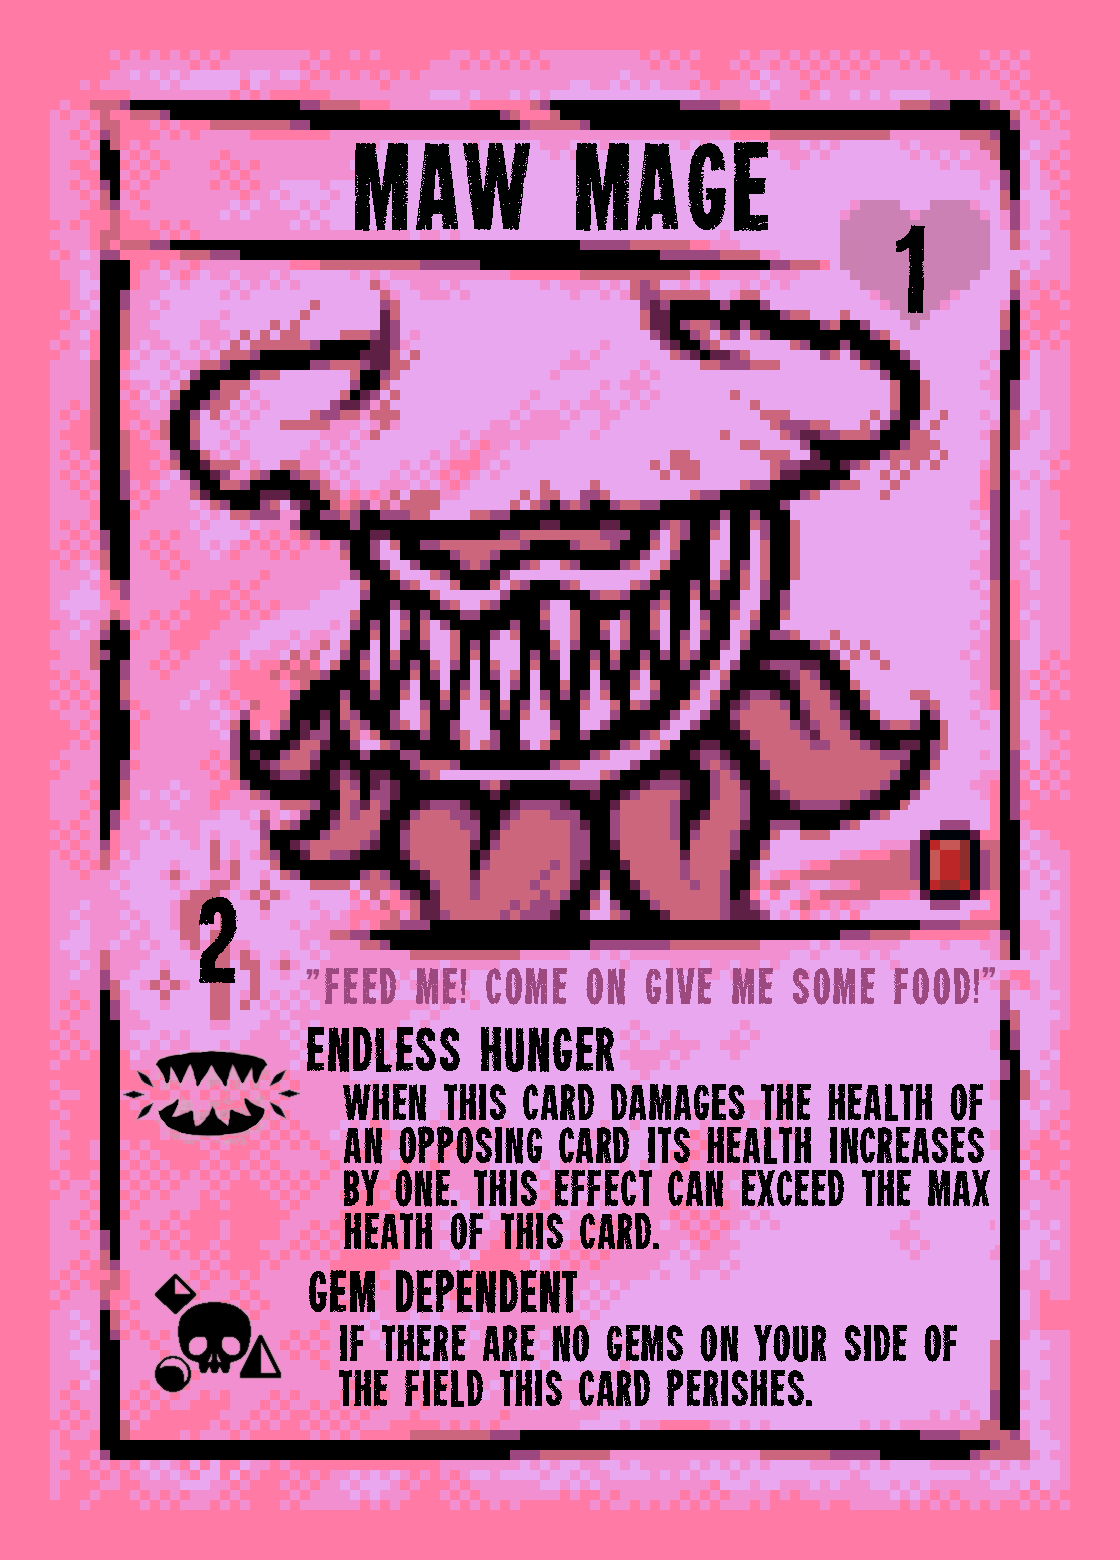 MAW MAGE
1
2
"FEED ME! COME ON GIVE ME SOME FOOD!"
ENDLESS HUNGER
WHEN THIS CARD DAMAGES THE HEALTH OF
AN OPPOSING CARD ITS HEALTH INCREASES
BY ONE. THIS EFFECT CAN EXCEED THE MAX
HEATH OF THIS CARD.
GEM DEPENDENT
IF THERE ARE NO GEMS ON YOUR SIDE OF
THE FIELD THIS CARD PERISHES.